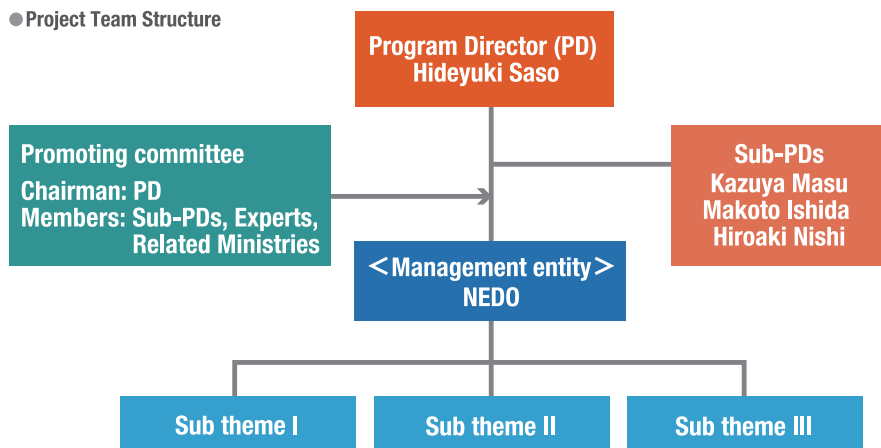 ●Project Team Structure
Program Director (PD)
Hideyuki Saso
Promoting committee
Chairman: PD
Members: Sub-PDs, Experts,
Related Ministries
Sub-PDs
Kazuya Masu
Makoto Ishida
Hiroaki Nishi
＜Management entity＞
NEDO
Sub theme I
Sub theme II
Sub theme III